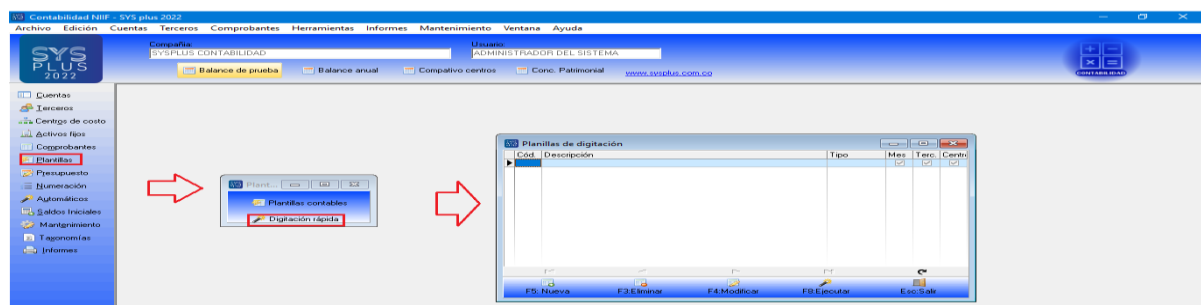 Contabilidad NIIF - SYS plus 2022
Archivo Edición Cuentas Terceros Comprobantes Herramientas Informes Mantenimiento Ventana Ayuda
Compañia: Usuario:
SYSPLUS CONTABILIDAD ADMINISTRADOR DEL SISTEMA
SYS
PLUS
2022
Balance de prueba Balance anual Compativo centros Conc. Patrimonial www.sysplus.com.co
CONTABILIDAD
Cuentas
Terceros
Centros de costo
Activos fijos
Comprobantes
Plantillas
Presupuesto
Numeración
Automáticos
Saldos Iniciales
Mantenimiento
Taxonomías
Informes
Plant...
Plantillas contables
Digitación rápida
Planillas de digitación
Cód. Descripción Tipo Mes Terc. Centro
F5: Nueva F3:Eliminar F4:Modificar F8:Ejecutar Esc:Salir